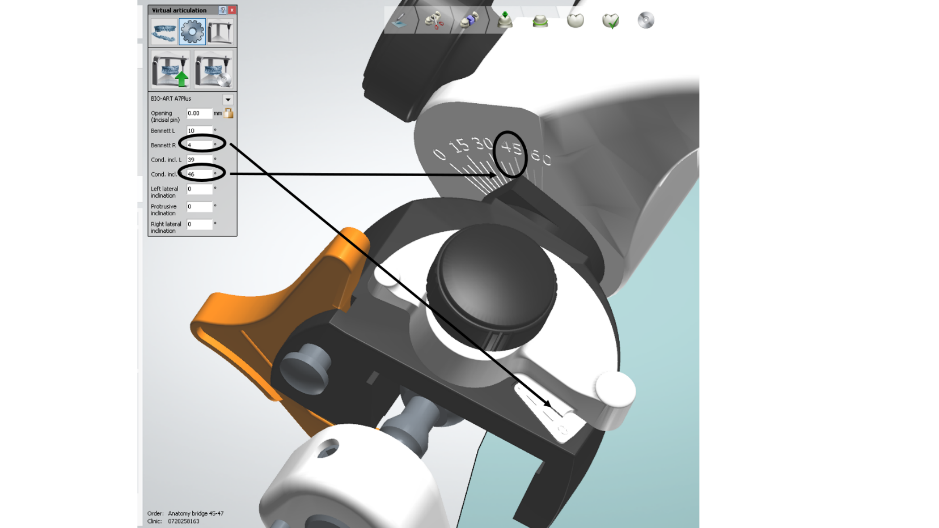 Virtual articulation
BIO-ART A7Plus
Opening
(Incisal pin)
0.00 mm
Bennett L 10 °
Bennett R 4 °
Cond. Incl. L 39 °
Cond. Incl. 46 °
Left lateral
inclination
0 °
Protrusive
inclination
0 °
Right lateral
inclination
0 °
0 15 30 45 60
Order: Anatomy bridge 45-47
Clinic: 0720258163